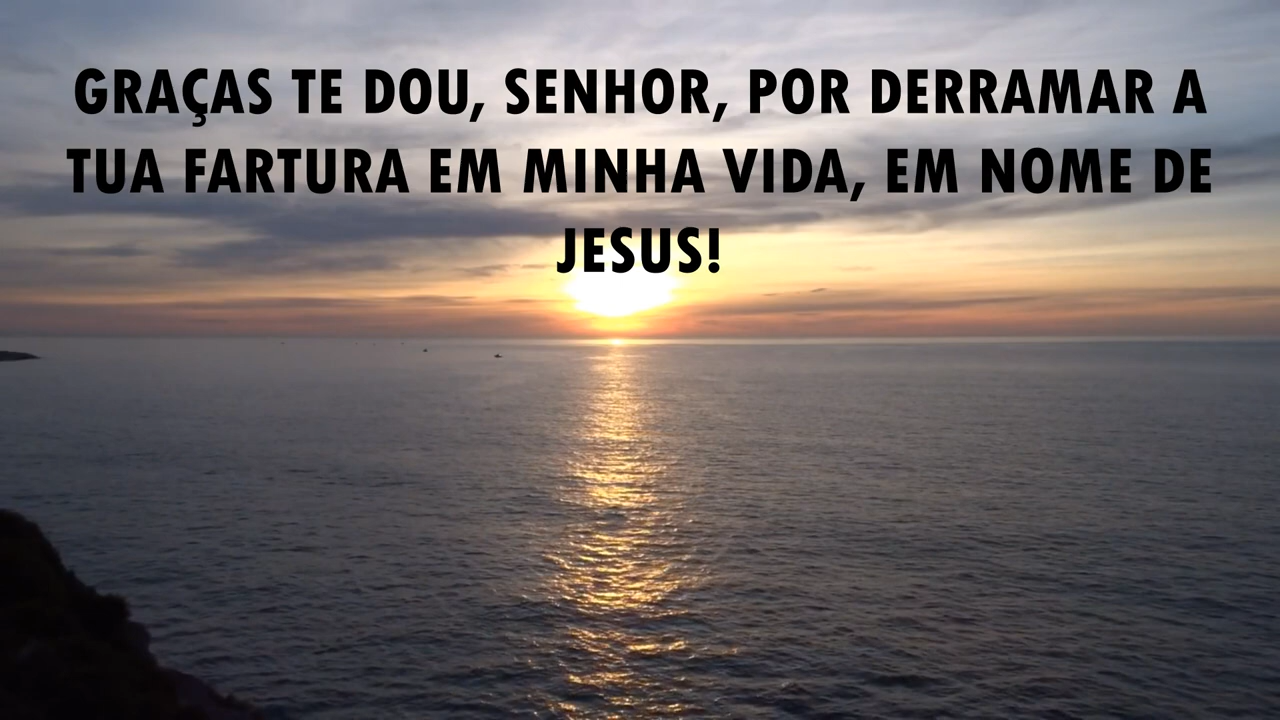 GRAÇAS TE DOU, SENHOR, POR DERRAMAR A
TUA FARTURA EM MINHA VIDA, EM NOME DE
JESUS!